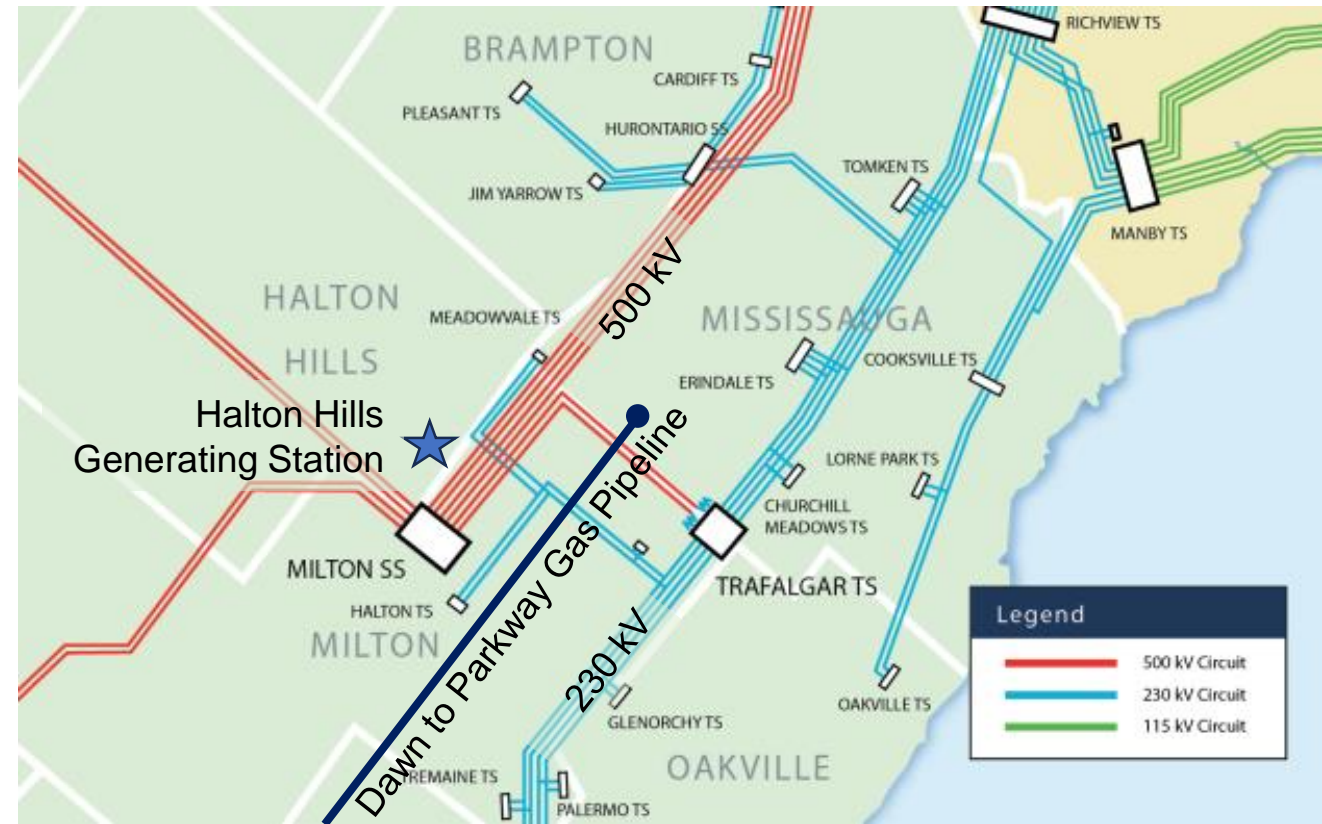 RICHVIEW TS
BRAMPTON
CARDIFF TS
PLEASANT TS
HURONTARIO SS
TOMKEN TS
JIM YARROW TS
MANBY TS
500 kV
HALTON
HILLS
MEADOWVALE TS
MISSISSAUGA
COOKSVILLE TS
ERINDALE TS
Halton Hills
Generating Station
LORNE PARK TS
CHURCHILL
MEADOWS TS
MILTON SS
TRAFALGAR TS
HALTON TS
MILTON
Dawn to Parkway Gas Pipeline
230 kV
GLENORCHY TS
OAKVILLE TS
OAKVILLE
TREMAINE TS
PALERMO TS
Legend
500 kV Circuit
230 kV Circuit
115 kV Circuit